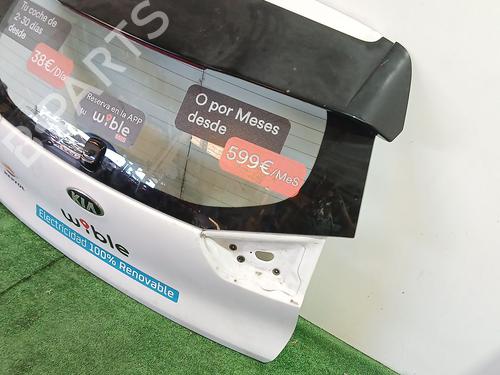 Tu coche de
2-30 días
desde
38€/Día
Reserva en la APP
wible
O por Meses
desde
599€/Mes
KIA
wible
Electricidad 100% Renovable
PARTS